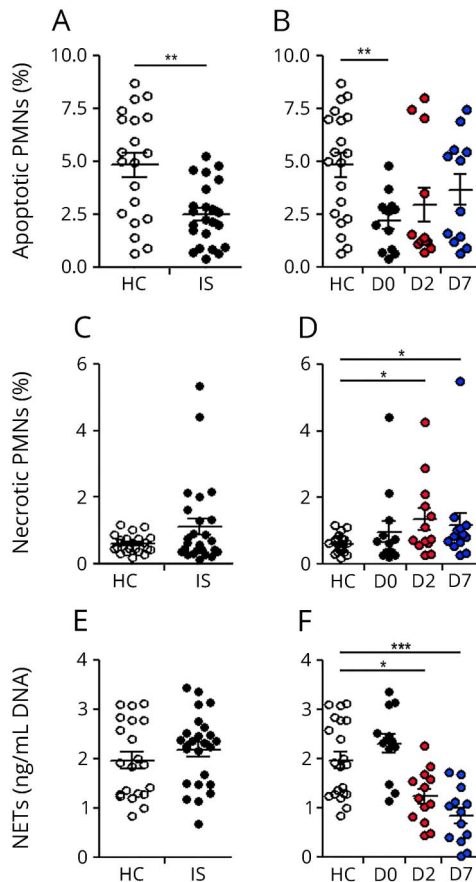 A
B
**
**
10.0
7.5
5.0
2.5
0.0
Apoptotic PMNs (%)
HC IS
10.0
7.5
5.0
2.5
0.0
HC D0 D2 D7
C
D
*
*
6
4
2
0
Necrotic PMNs (%)
HC IS
6
4
2
0
HC D0 D2 D7
E
F
***
*
4
3
2
1
0
NETs (ng/mL DNA)
HC IS
4
3
2
1
0
HC D0 D2 D7